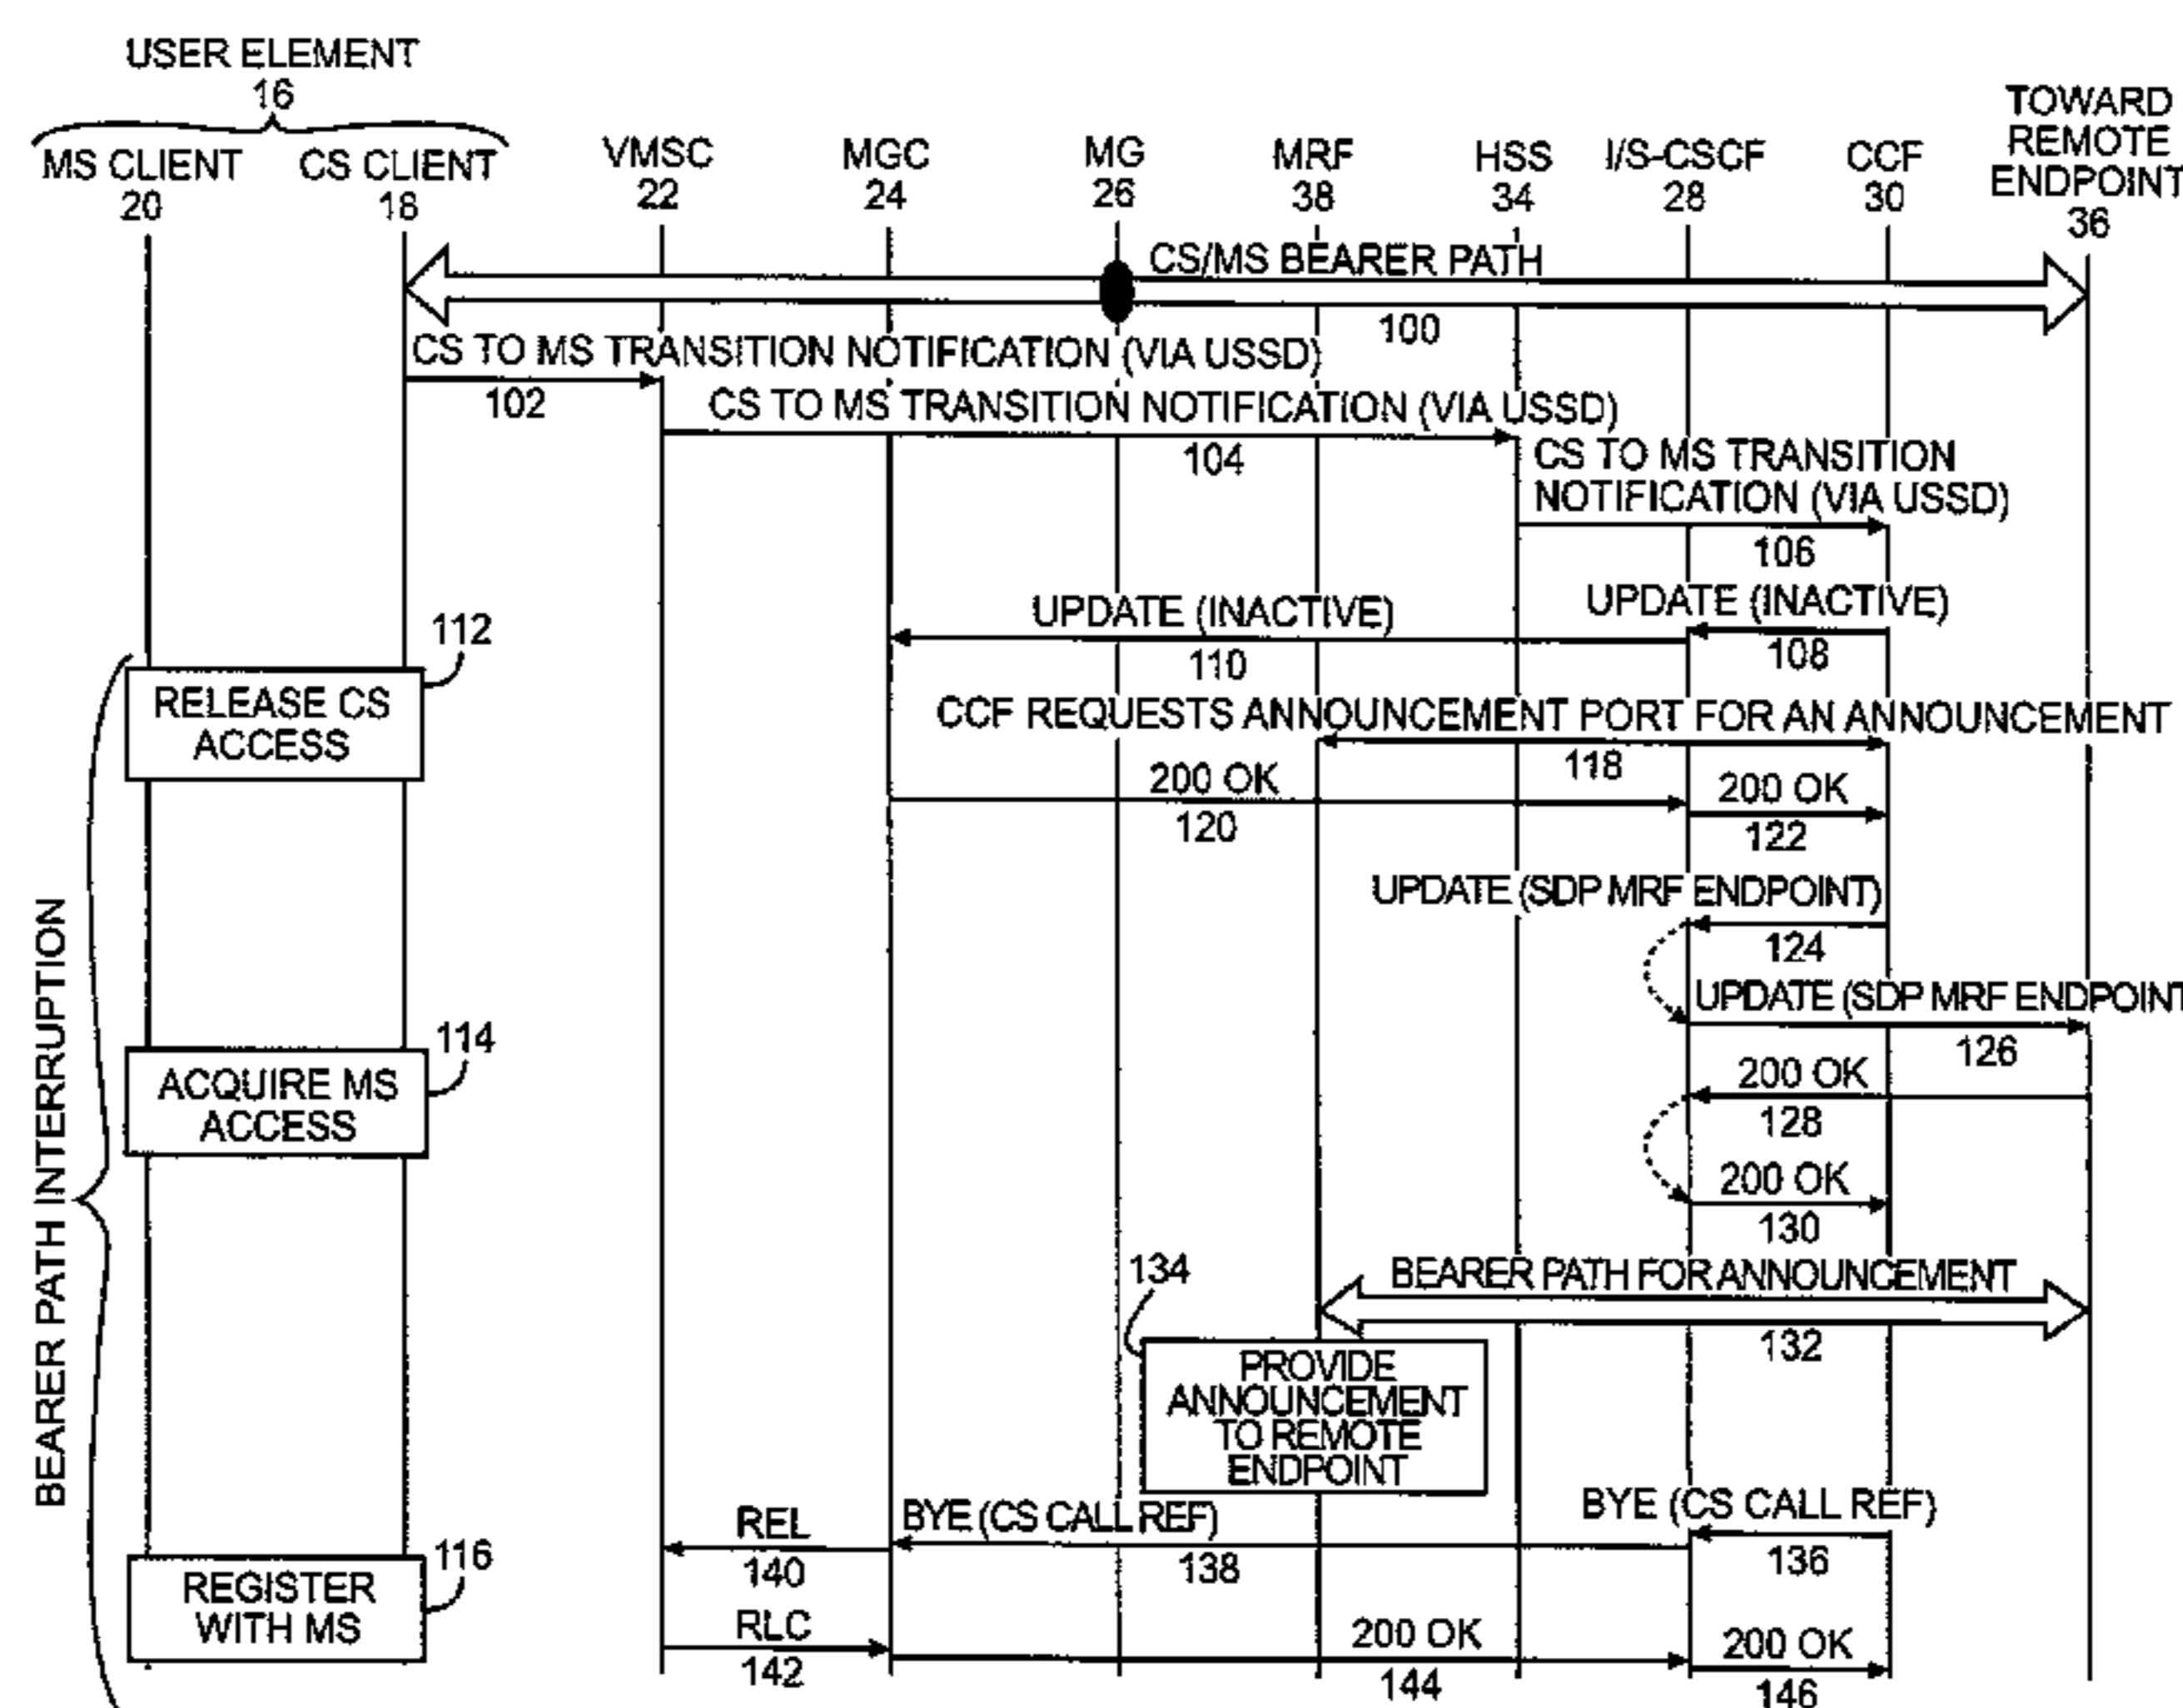 USER ELEMENT
16
MS CLIENT
20
CS CLIENT
18
VMSC
22
MGC
24
MG
26
MRF
38
HSS
34
I/S-CSCF
28
CCF
30
TOWARD
REMOTE
ENDPOINT
36
CS/MS BEARER PATH
100
CS TO MS TRANSITION NOTIFICATION (VIA USSD)
102
CS TO MS TRANSITION NOTIFICATION (VIA USSD)
104
CS TO MS TRANSITION
NOTIFICATION (VIA USSD)
106
UPDATE (INACTIVE)
108
UPDATE (INACTIVE)
110
112
RELEASE CS
ACCESS
CCF REQUESTS ANNOUNCEMENT PORT FOR AN ANNOUNCEMENT
118
200 OK
120
200 OK
122
UPDATE (SDP MRF ENDPOINT)
124
UPDATE (SDP MRF ENDPOINT
126
114
ACQUIRE MS
ACCESS
200 OK
128
200 OK
130
BEARER PATH INTERRUPTION
BEARER PATH FOR ANNOUNCEMENT
132
134
PROVIDE
ANNOUNCEMENT
TO REMOTE
ENDPOINT
BYE (CS CALL REF)
136
BYE (CS CALL REF)
138
REL
140
116
REGISTER
WITH MS
RLC
142
200 OK
144
200 OK
146